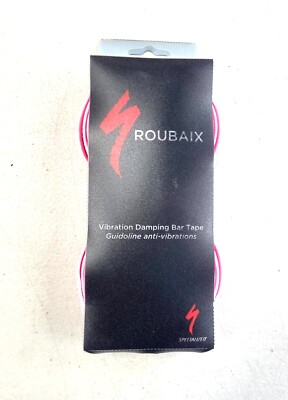 ROUBAIX
Vibration Damping Bar Tape
Guidoline anti-vibrations
SPECIALIZED